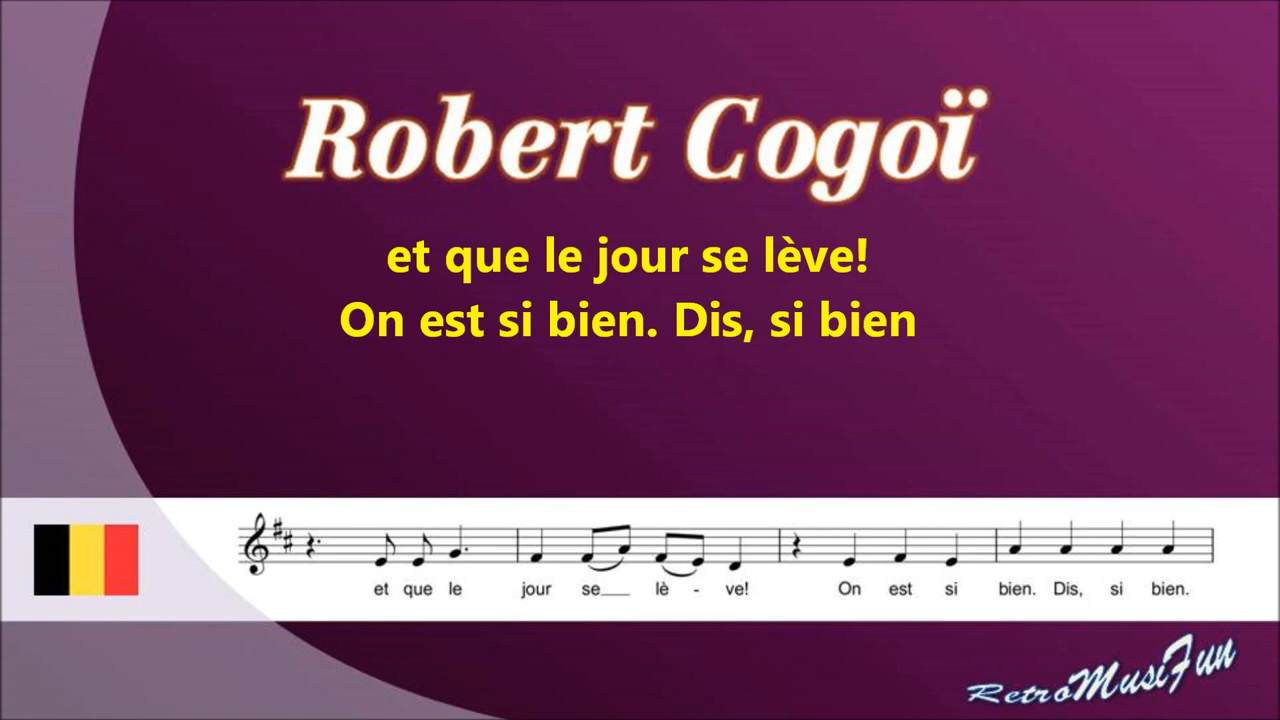 Robert Cogoï
et que le jour se lève!
On est si bien. Dis, si bien
et que le jour se___ lè - ve! On est si bien. Dis, si bien.
RetroMusiFun